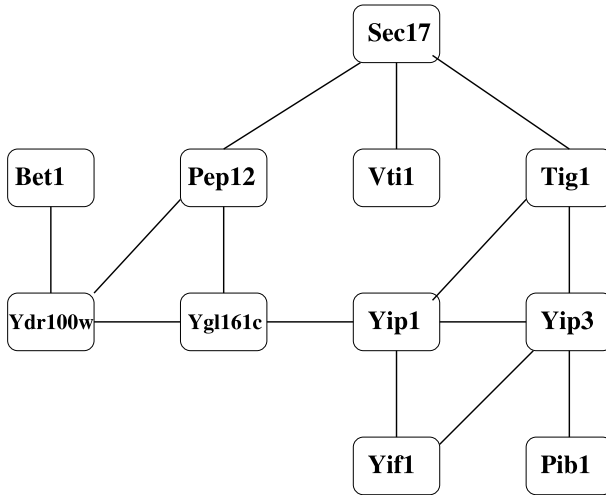 Sec17
Bet1
Pep12
Vti1
Tig1
Ydr100w
Ygl161c
Yip1
Yip3
Yif1
Pib1